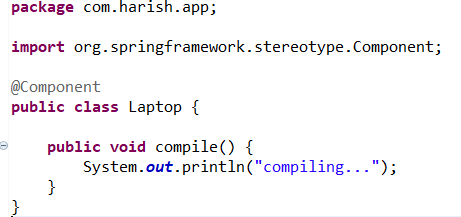 package com.harish.app;
import org.springframework.stereotype.Component;
@Component
public class Laptop {
public void compile() {
System.out.println("compiling...");
}
}